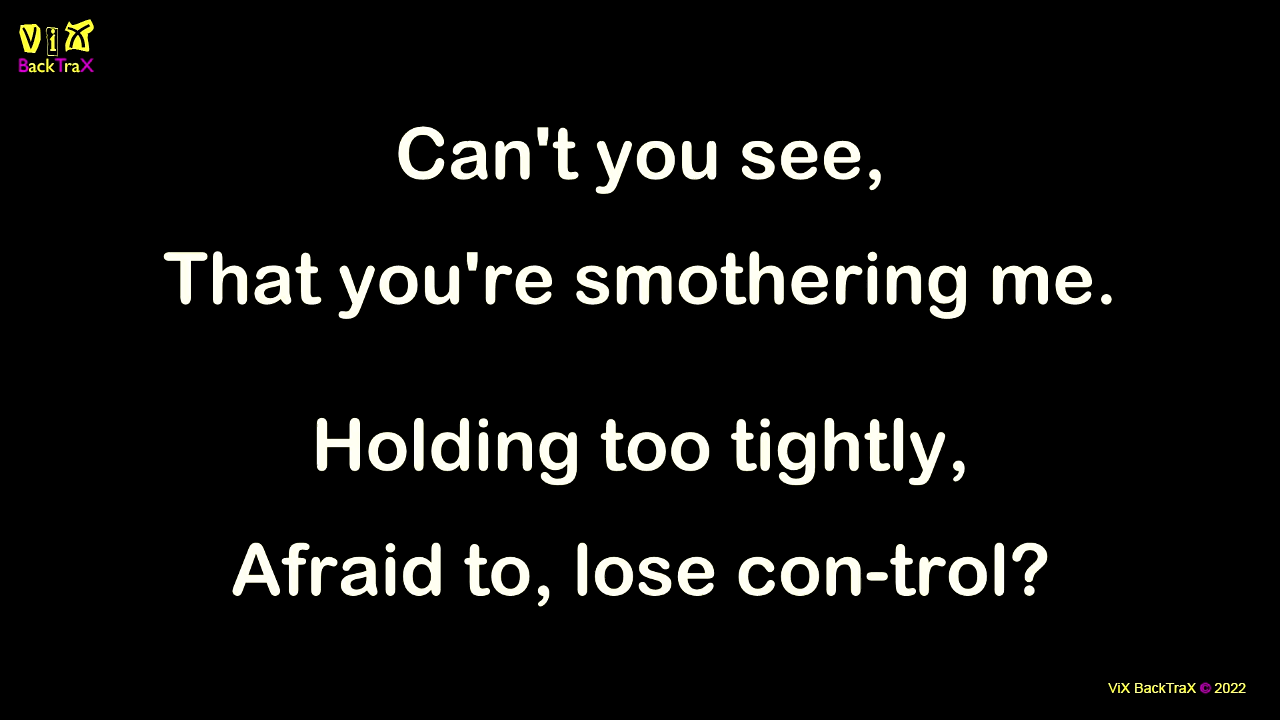 ViX
BackTraX
Can't you see,
That you're smothering me.
Holding too tightly,
Afraid to, lose con-trol?
ViX BackTraX © 2022